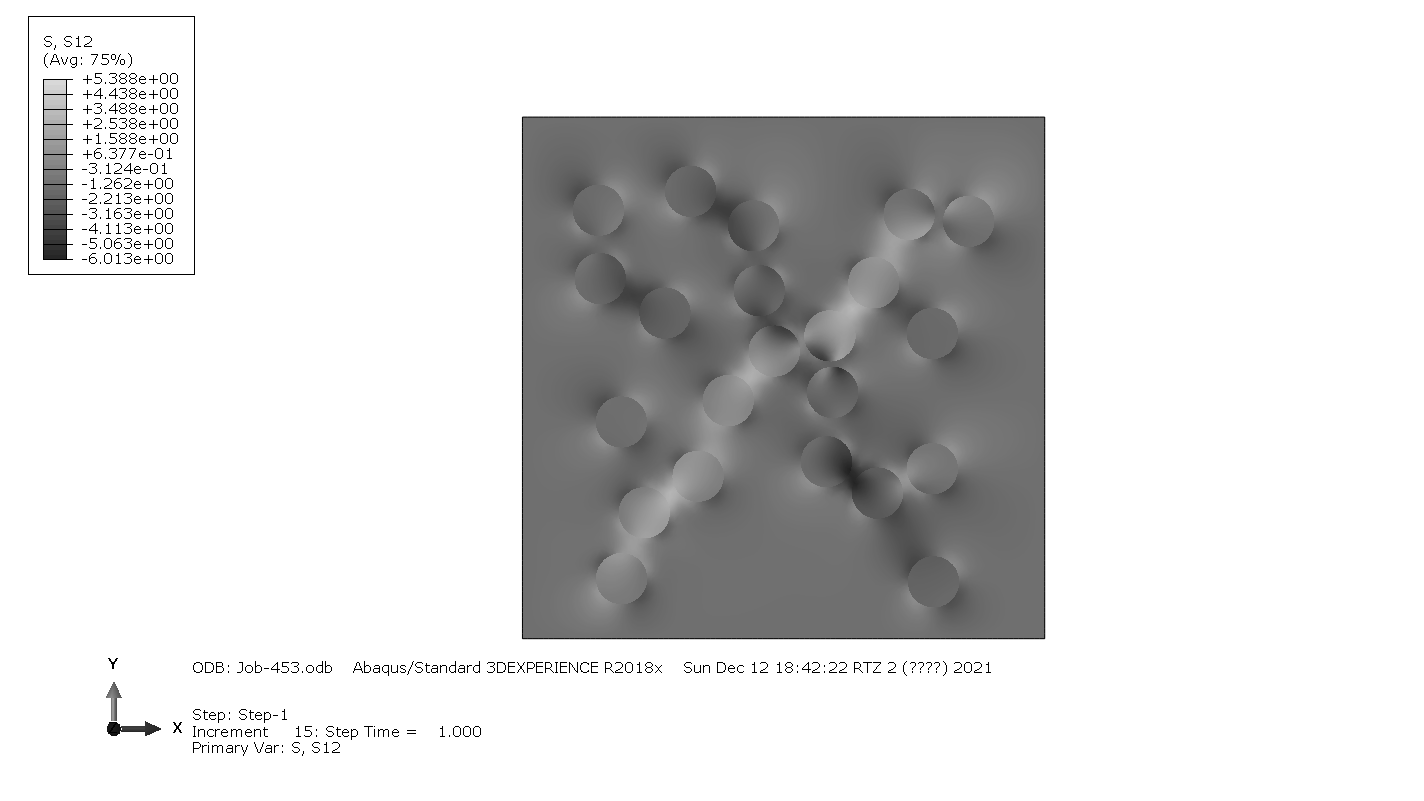 S, S12
(Avg: 75%)
+5.388e+00
+4.438e+00
+3.488e+00
+2.538e+00
+1.588e+00
+6.377e-01
-3.124e-01
-1.262e+00
-2.213e+00
-3.163e+00
-4.113e+00
-5.063e+00
-6.013e+00
Y
X
ODB: Job-453.odb    Abaqus/Standard 3DEXPERIENCE R2018x    Sun Dec 12 18:42:22 RTZ 2 (????) 2021
Step: Step-1
Increment     15: Step Time =    1.000
Primary Var: S, S12